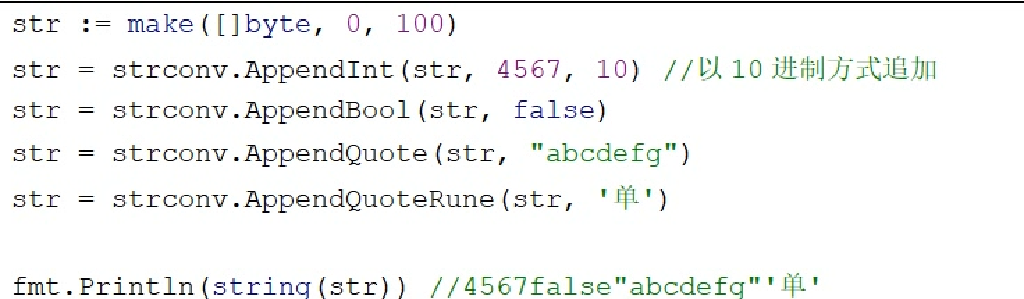 str := make([]byte, 0, 100)
str = strconv.AppendInt(str, 4567, 10) //以 10 进制方式追加
str = strconv.AppendBool(str, false)
str = strconv.AppendQuote(str, "abcdefg")
str = strconv.AppendQuoteRune(str, '单')
fmt.Println(string(str)) //4567false"abcdefg"'单'